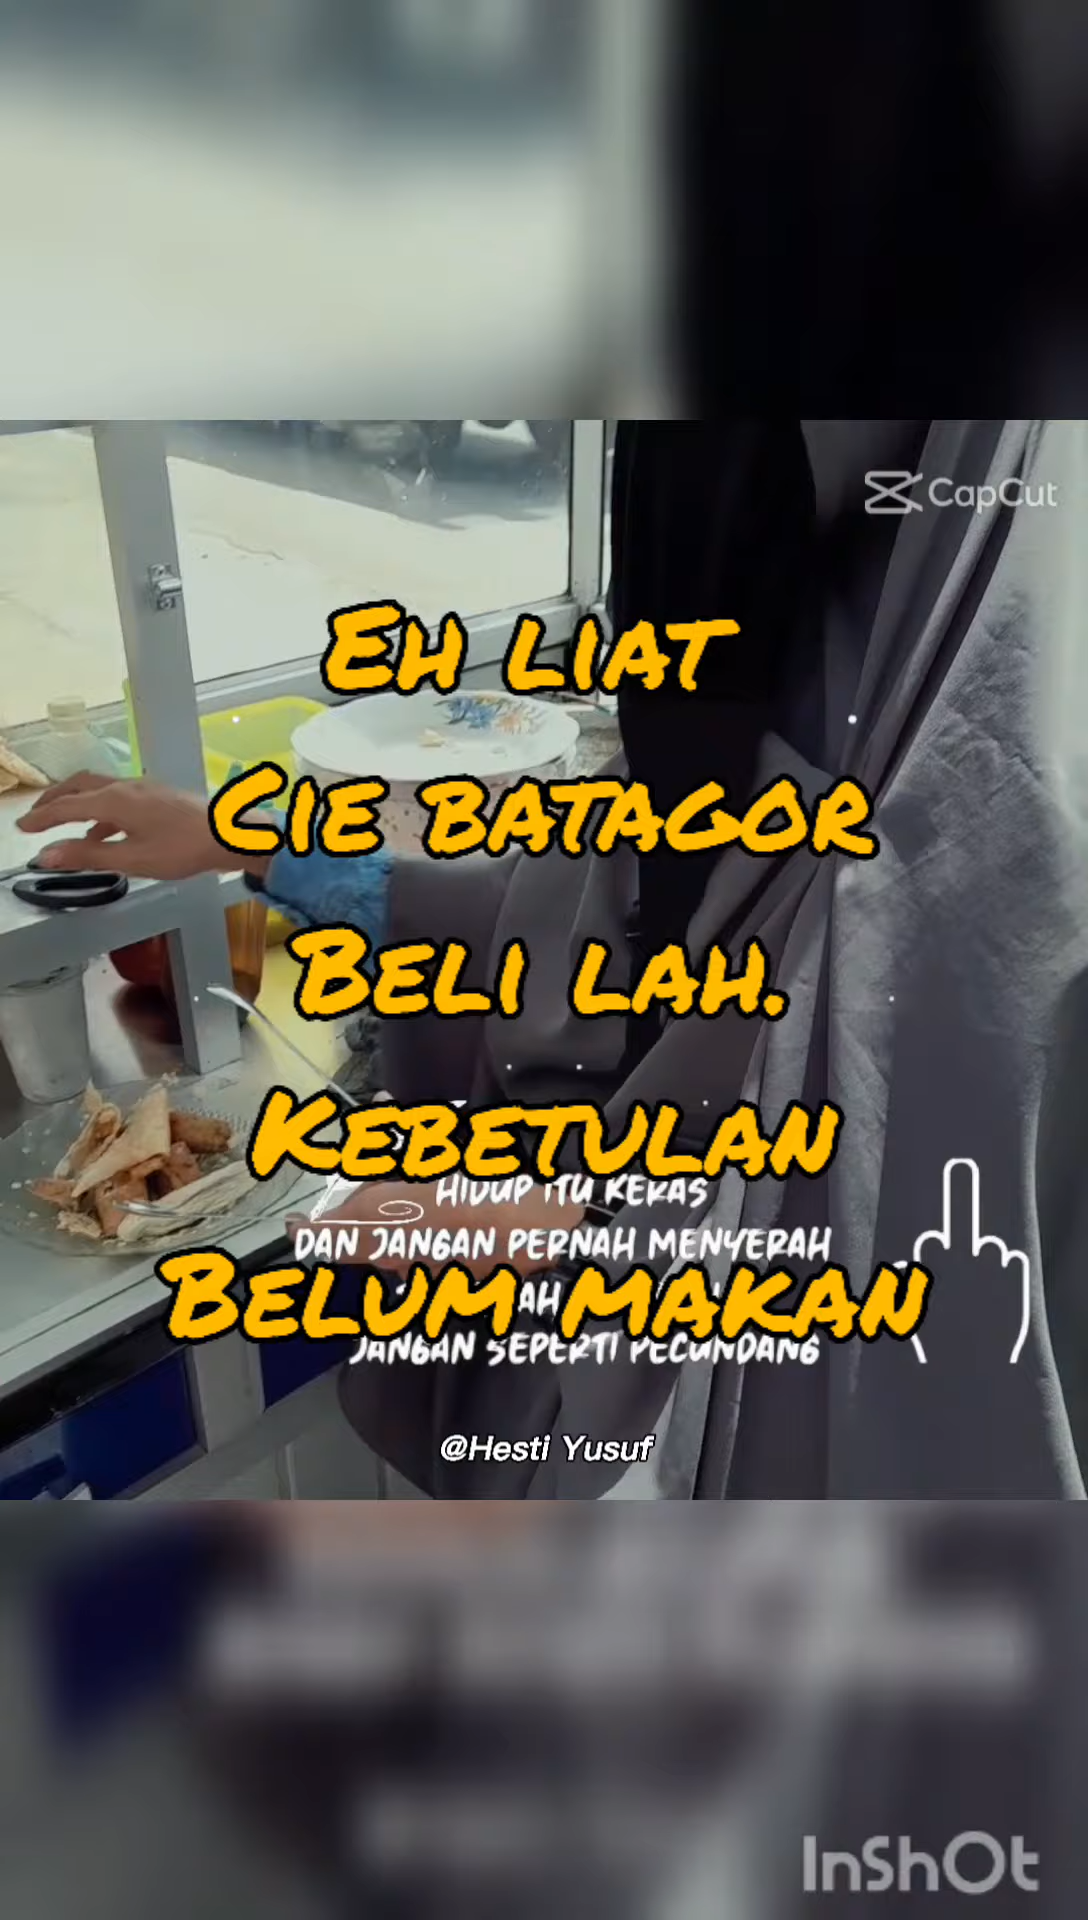 CapCut
EH LIAT
CIE BATAGOR
BELI LAH.
KEBETULAN
HIDUP ITU KERAS
DAN JANGAN PERNAH MENYERAH
BELUM MAKAN
JANGAN SEPERTI PECUNDANG
@Hesti Yusuf
InShOt